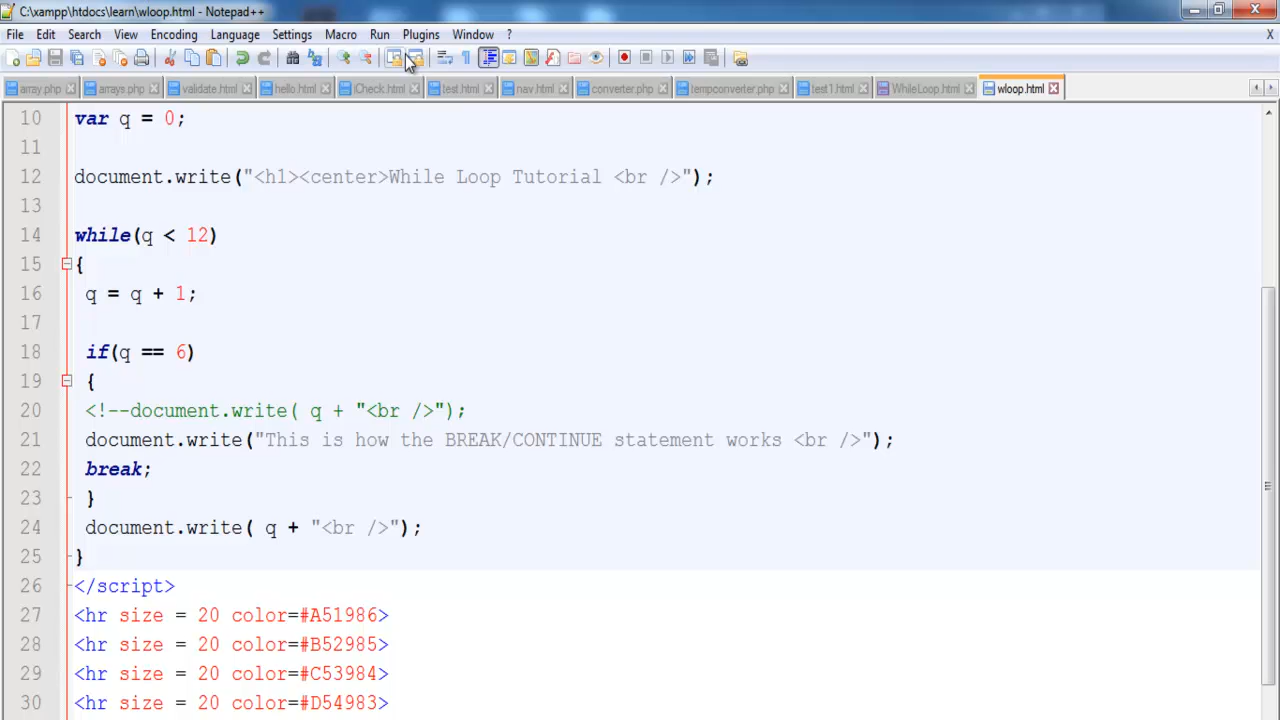 C:\xampp\htdocs\learn\wloop.html - Notepad++
File Edit Search View Encoding Language Settings Macro Run Plugins Window ? X
array.php arrays.php validate.html hello.html iCheck.html test.html nav.html converter.php tempconverter.php test1.html WhileLoop.html wloop.html
10 var q = 0;
11
12 document.write("<h1><center>While Loop Tutorial <br />");
13
14 while(q < 12)
15 {
16 q = q + 1;
17
18 if(q == 6)
19 {
20 <!--document.write( q + "<br />");
21 document.write("This is how the BREAK/CONTINUE statement works <br />");
22 break;
23 }
24 document.write( q + "<br />");
25 }
26 </script>
27 <hr size = 20 color=#A51986>
28 <hr size = 20 color=#B52985>
29 <hr size = 20 color=#C53984>
30 <hr size = 20 color=#D54983>